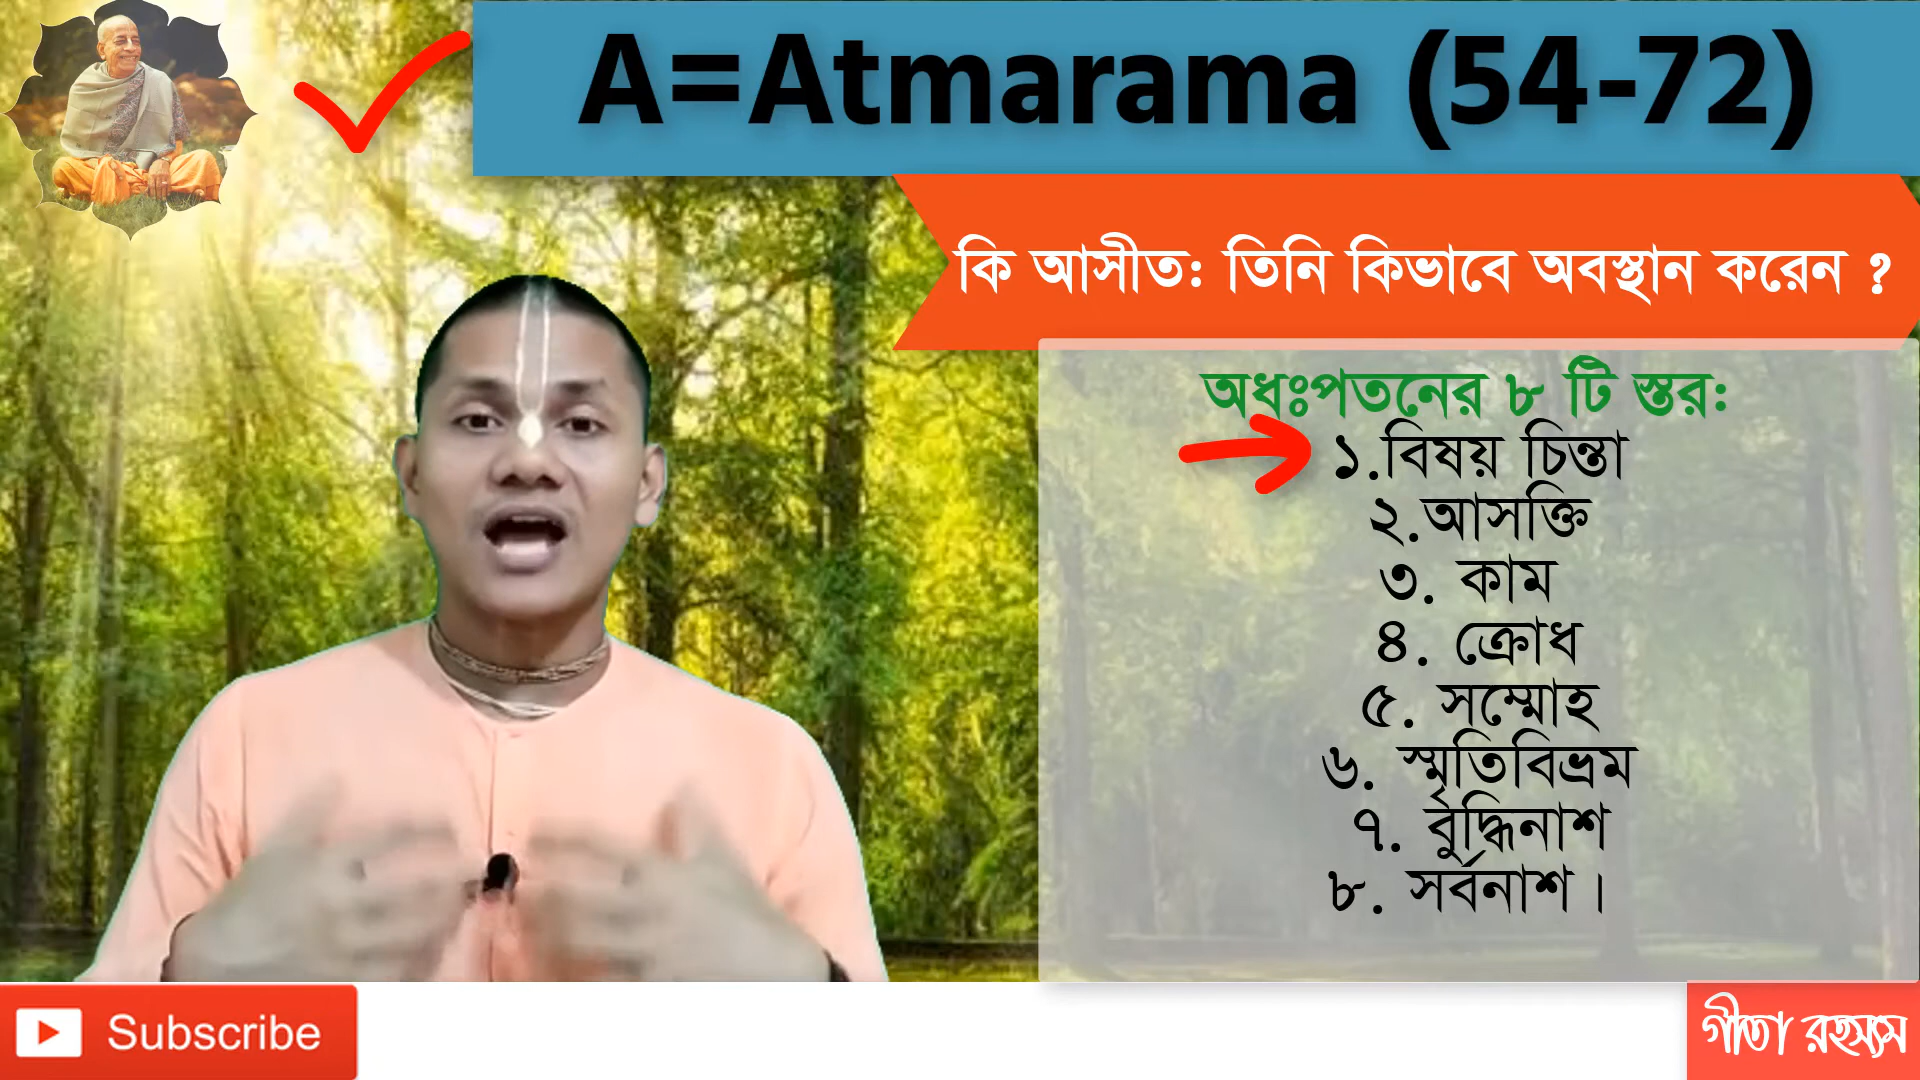 A=Atmarama (54-72)
কি আসীত: তিনি কিভাবে অবস্থান করেন ?
অধঃপতনের ৮ টি স্তর:
১.বিষয় চিন্তা
২.আসক্তি
৩. কাম
৪. ক্রোধ
৫. সম্মোহ
৬. স্মৃতিবিভ্রম
৭. বুদ্ধিনাশ
৮. সর্বনাশ।
Subscribe
গীতা